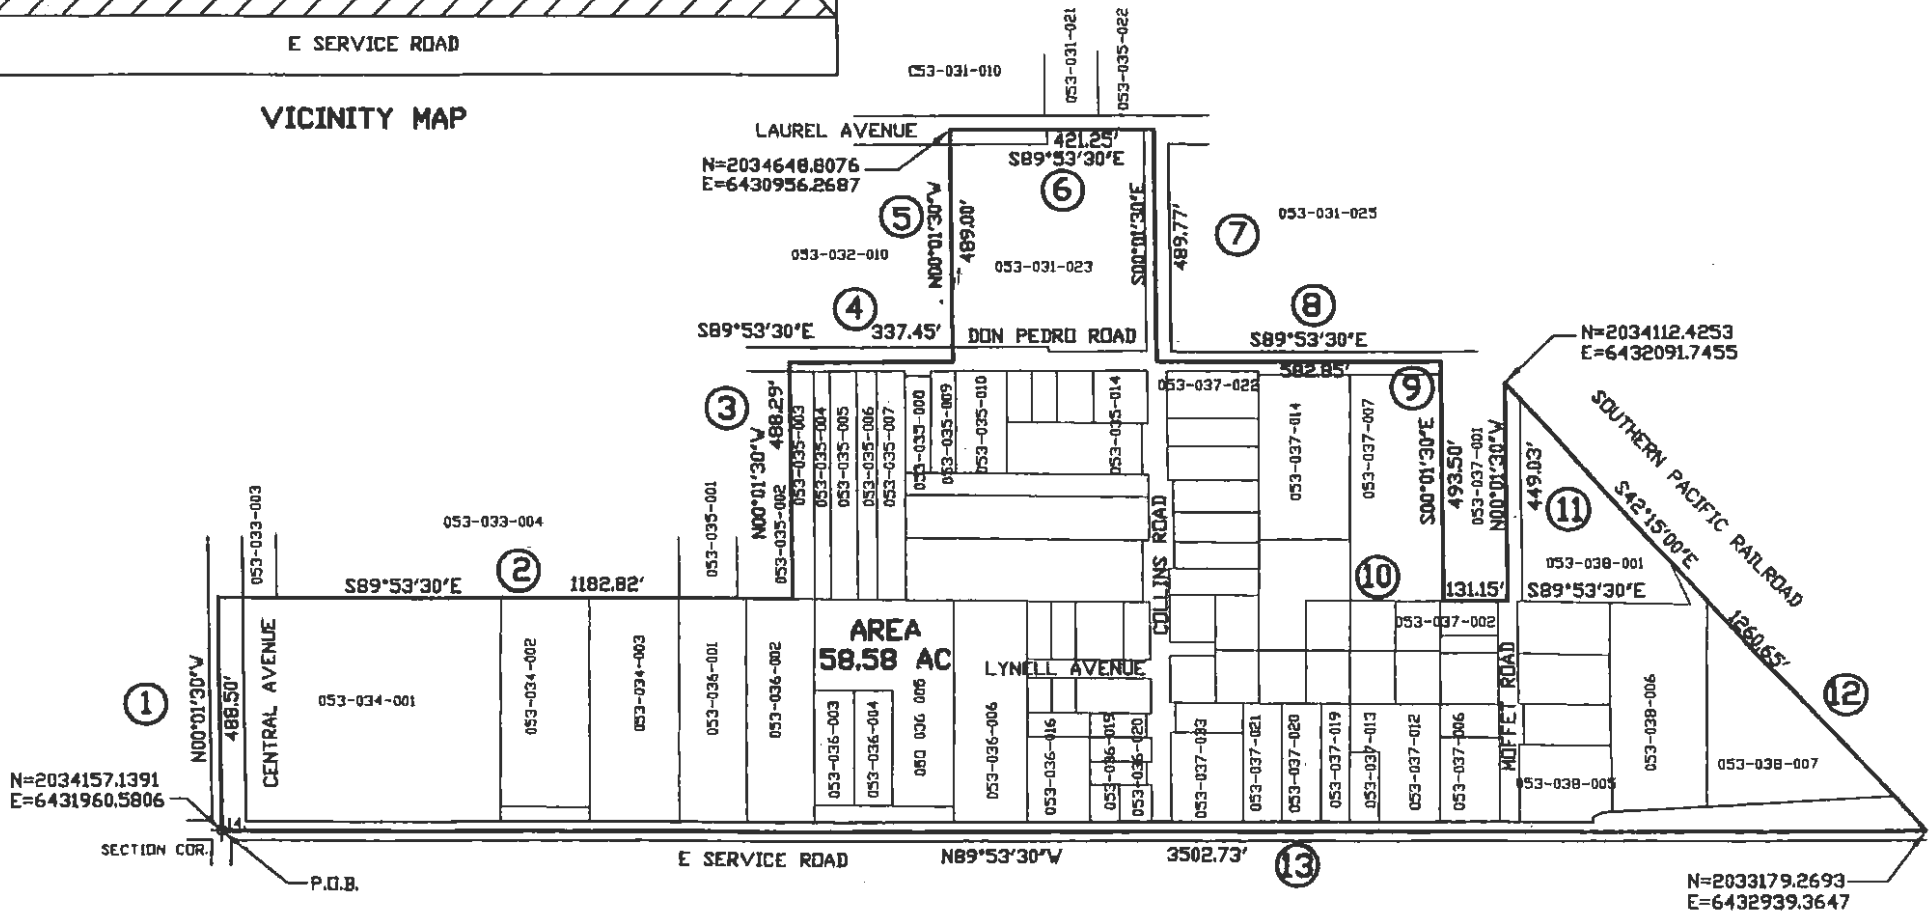 E SERVICE ROAD
VICINITY MAP
053-031-021
053-035-022
C53-031-010
LAUREL AVENUE
N=2034648.8076
E=6430956.2687
421.25'
S89°53'30"E
6
5
N00°01'30"W
489.00'
S00°01'30"E
489.77'
7
053-031-025
053-032-010
053-031-023
4
S89°53'30"E
337.45'
DON PEDRO ROAD
8
S89°53'30"E
582.85'
N=2034112.4253
E=6432091.7455
3
N00°01'30"W
488.29'
053-035-002
053-035-003
053-035-004
053-035-005
053-035-006
053-035-007
053-035-009
053-035-010
053-035-014
053-037-022
053-037-014
053-037-007
9
S00°01'30"E
493.50'
053-037-001
N00°01'30"W
449.03'
11
SOUTHERN PACIFIC RAILROAD
S42°15'00"E
1260.65'
12
053-033-003
053-033-004
053-035-001
S89°53'30"E
2
1182.82'
COLLINS ROAD
10
131.15'
S89°53'30"E
053-038-001
053-037-002
AREA
58.58 AC
LYNELL AVENUE
MOFFET ROAD
1
N00°01'30"W
488.50'
CENTRAL AVENUE
053-034-001
053-034-002
053-034-003
053-036-001
053-036-002
053-036-003
053-036-004
053-036-006
053-036-016
053-036-019
053-036-020
053-037-033
053-037-021
053-037-020
053-037-019
053-037-013
053-037-012
053-037-006
053-038-005
053-038-006
053-038-007
N=2034157.1391
E=6431960.5806
SECTION COR.
P.O.B.
E SERVICE ROAD
N89°53'30"W
3502.73'
13
N=2033179.2693
E=6432939.3647